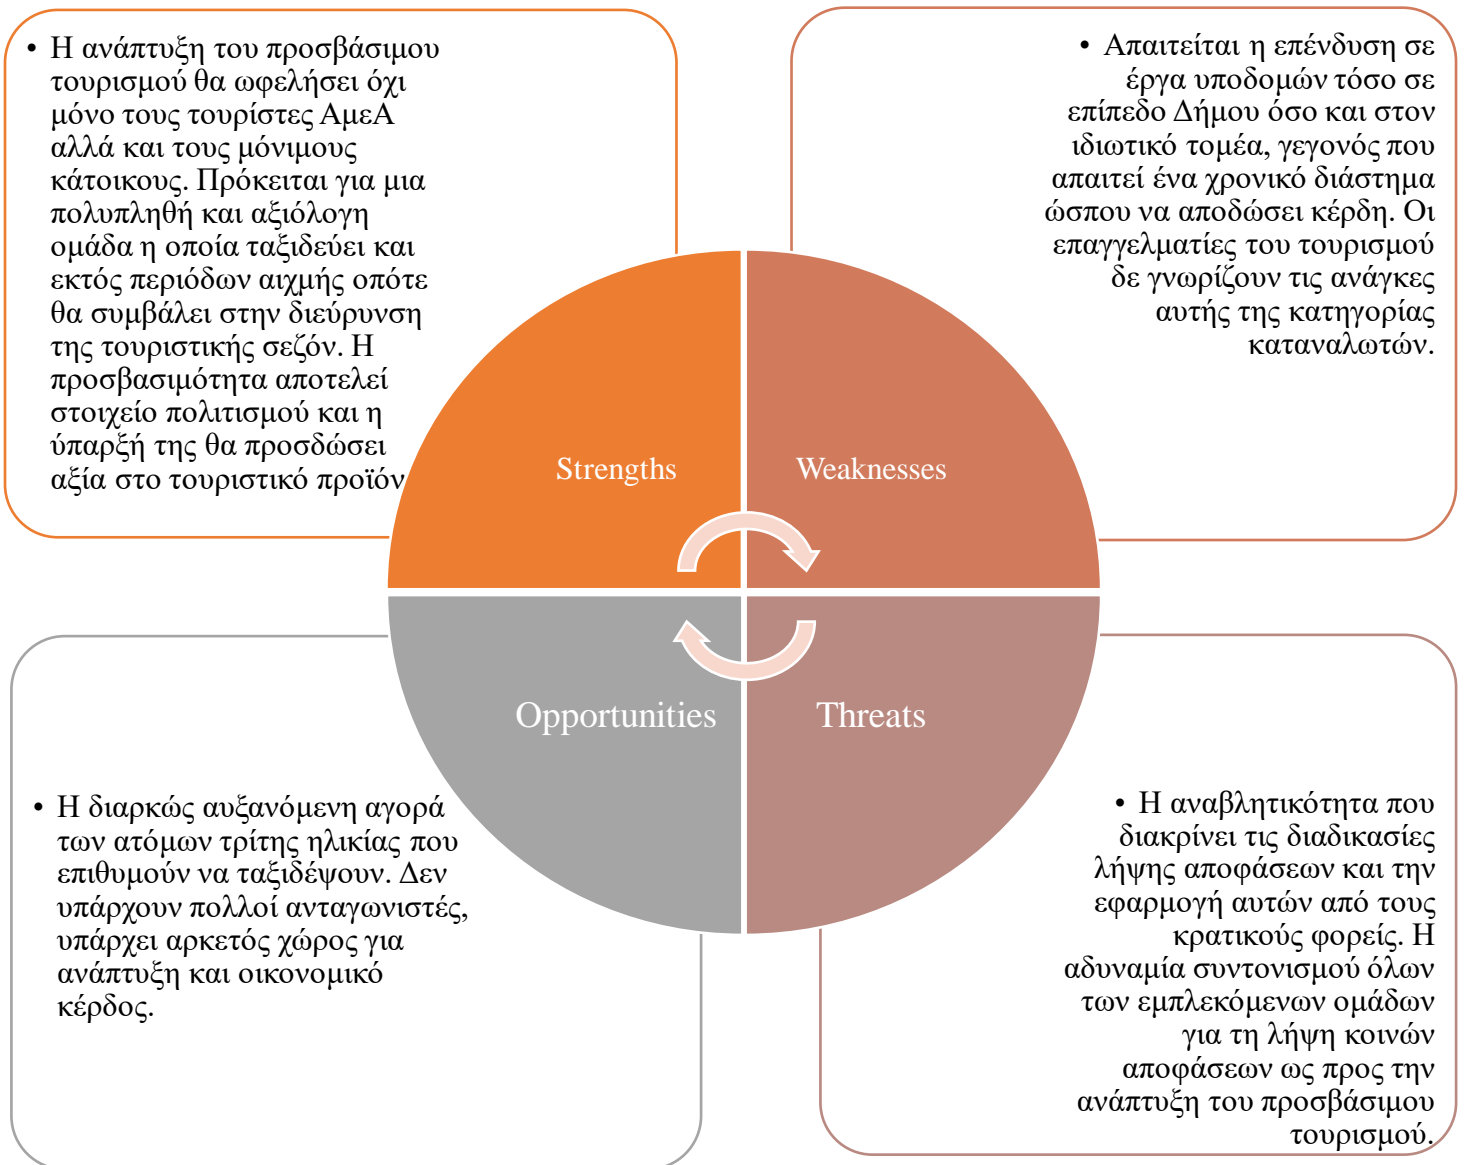 • Η ανάπτυξη του προσβάσιμου
τουρισμού θα ωφελήσει όχι
μόνο τους τουρίστες ΑμεΑ
αλλά και τους μόνιμους
κάτοικους. Πρόκειται για μια
πολυπληθή και αξιόλογη
ομάδα η οποία ταξιδεύει και
εκτός περιόδων αιχμής οπότε
θα συμβάλει στην διεύρυνση
της τουριστικής σεζόν. Η
προσβασιμότητα αποτελεί
στοιχείο πολιτισμού και η
ύπαρξή της θα προσδώσει
αξία στο τουριστικό προϊόν
• Απαιτείται η επένδυση σε
έργα υποδομών τόσο σε
επίπεδο Δήμου όσο και στον
ιδιωτικό τομέα, γεγονός που
απαιτεί ένα χρονικό διάστημα
ώσπου να αποδώσει κέρδη. Οι
επαγγελματίες του τουρισμού
δε γνωρίζουν τις ανάγκες
αυτής της κατηγορίας
καταναλωτών.
Strengths
Weaknesses
Opportunities
Threats
• Η διαρκώς αυξανόμενη αγορά
των ατόμων τρίτης ηλικίας που
επιθυμούν να ταξιδέψουν. Δεν
υπάρχουν πολλοί ανταγωνιστές,
υπάρχει αρκετός χώρος για
ανάπτυξη και οικονομικό
κέρδος.
• Η αναβλητικότητα που
διακρίνει τις διαδικασίες
λήψης αποφάσεων και την
εφαρμογή αυτών από τους
κρατικούς φορείς. Η
αδυναμία συντονισμού όλων
των εμπλεκόμενων ομάδων
για τη λήψη κοινών
αποφάσεων ως προς την
ανάπτυξη του προσβάσιμου
τουρισμού.